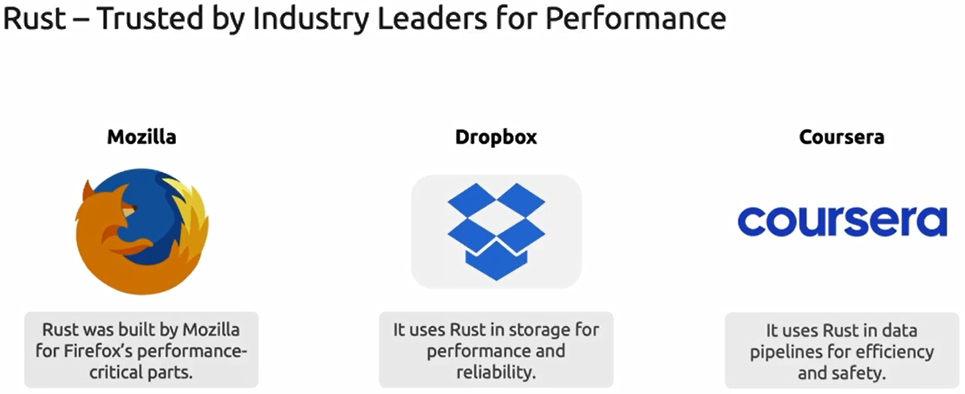 Rust – Trusted by Industry Leaders for Performance
Mozilla
Rust was built by Mozilla
for Firefox's performance-
critical parts.
Dropbox
It uses Rust in storage for
performance and
reliability.
Coursera
coursera
It uses Rust in data
pipelines for efficiency
and safety.